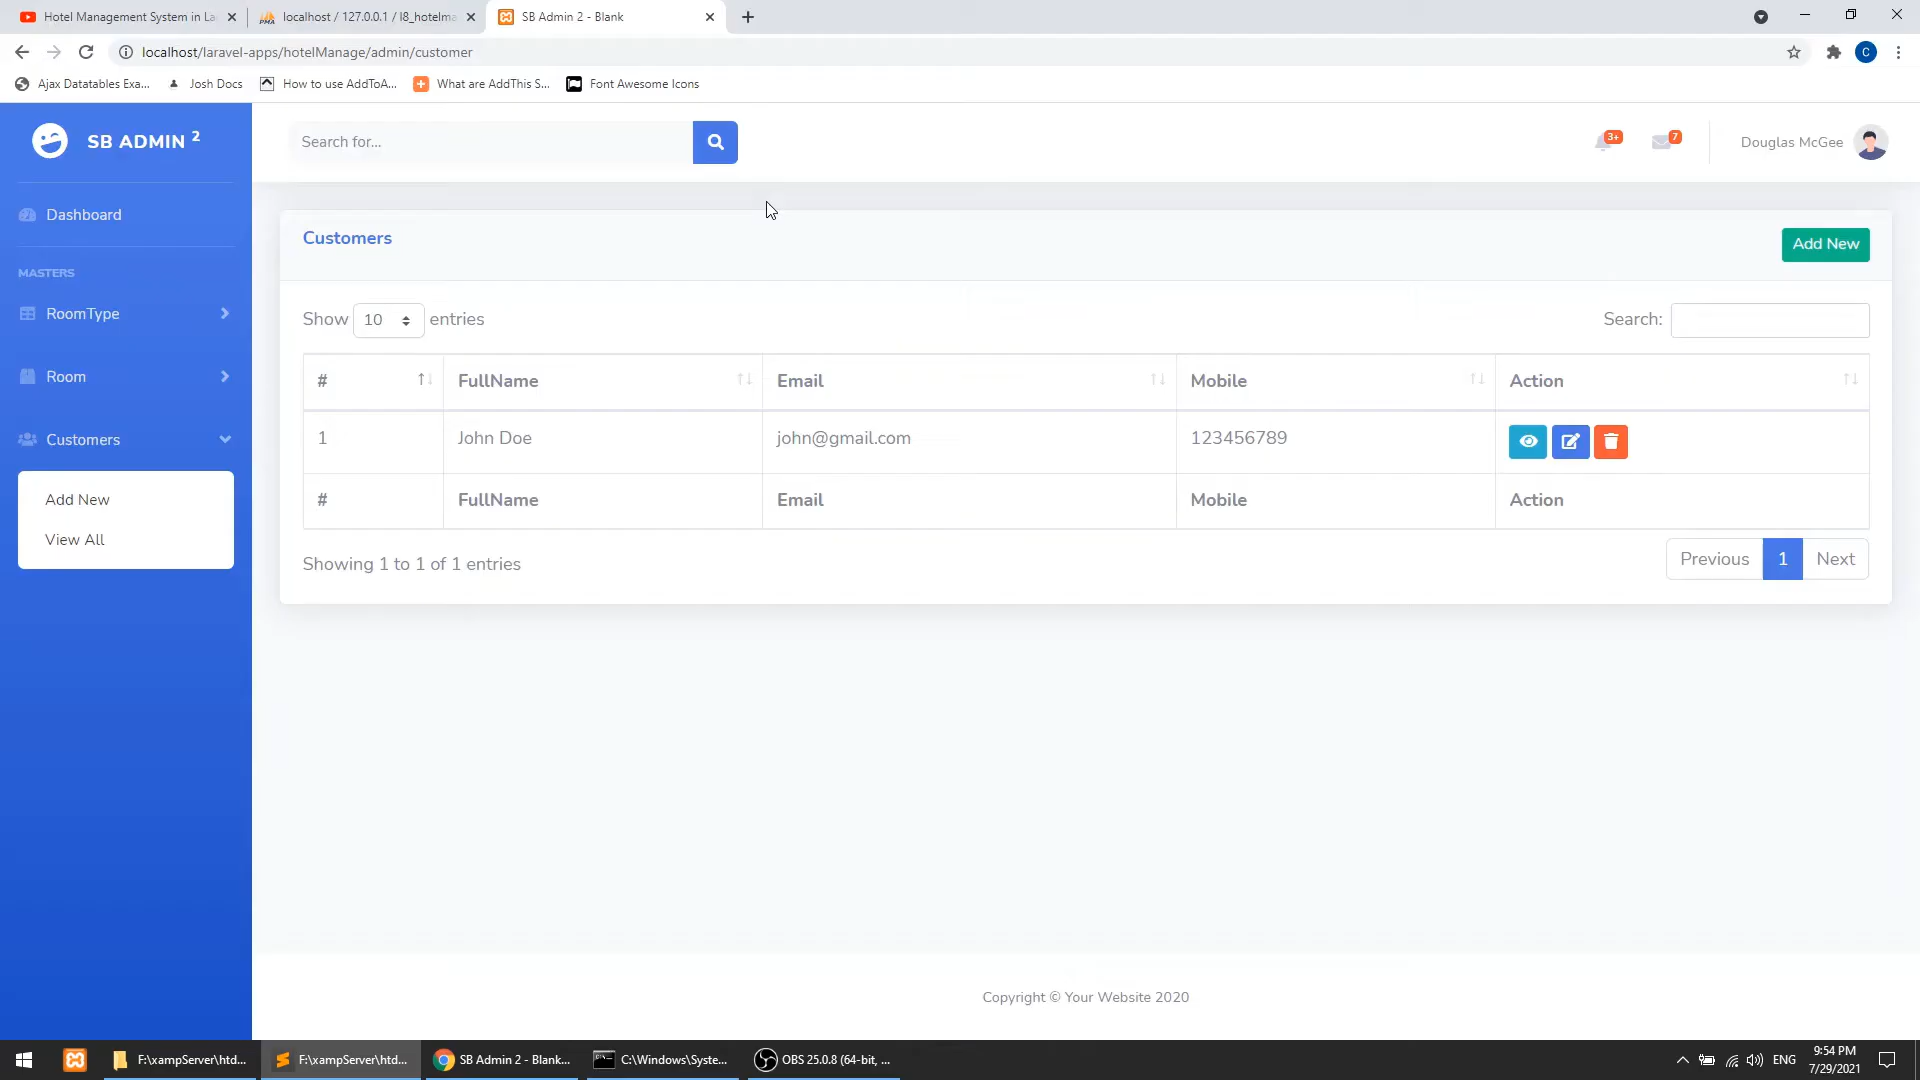 Hotel Management System in La
localhost / 127.0.0.1 / l8_hotelma
SB Admin 2 - Blank
localhost/laravel-apps/hotelManage/admin/customer
C
Ajax Datatables Exa...
Josh Docs
How to use AddToA...
What are AddThis S...
Font Awesome Icons
SB ADMIN 2
Search for...
3+
7
Douglas McGee
Dashboard
MASTERS
RoomType
Room
Customers
Add New
View All
Customers
Add New
Show 10 entries
Search:
# FullName Email Mobile Action
1 John Doe john@gmail.com 123456789
# FullName Email Mobile Action
Showing 1 to 1 of 1 entries
Previous 1 Next
Copyright © Your Website 2020
F:\xampServer\htd...
F:\xampServer\htd...
SB Admin 2 - Blank...
C:\Windows\Syste...
OBS 25.0.8 (64-bit, ...
ENG
9:54 PM
7/29/2021